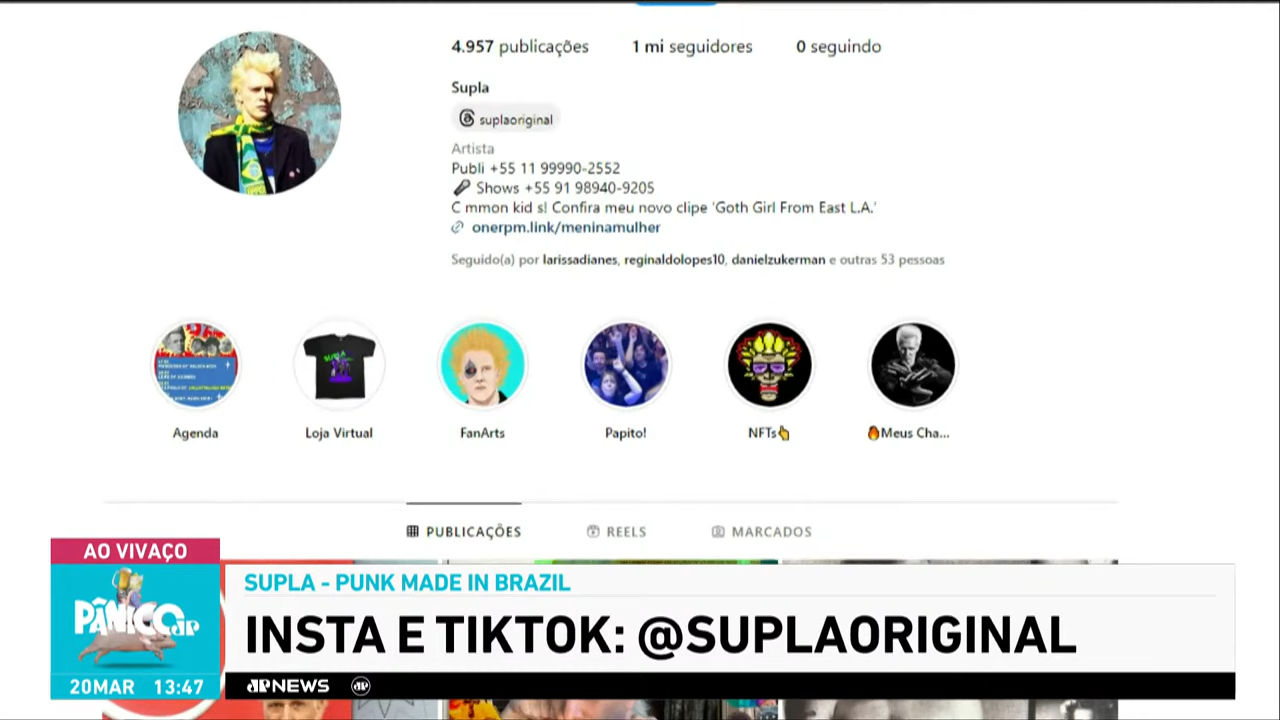 4.957 publicações 1 mi seguidores 0 seguindo
Supla
suplaoriginal
Artista
Publi +55 11 99990-2552
Shows +55 91 98940-9205
C mmon kid s! Confira meu novo clipe 'Goth Girl From East L.A.'
onerpm.link/meninamulher
Seguido(a) por larissadianes, reginaldolopes10, danielzukerman e outras 53 pessoas
SUPLA
Agenda Loja Virtual FanArts Papito! NFTs👆 🔥Meus Cha...
PUBLICAÇÕES REELS MARCADOS
AO VIVAÇO
PÂNICO JP
20MAR 13:47
SUPLA - PUNK MADE IN BRAZIL
INSTA E TIKTOK: @SUPLAORIGINAL
JP NEWS JP